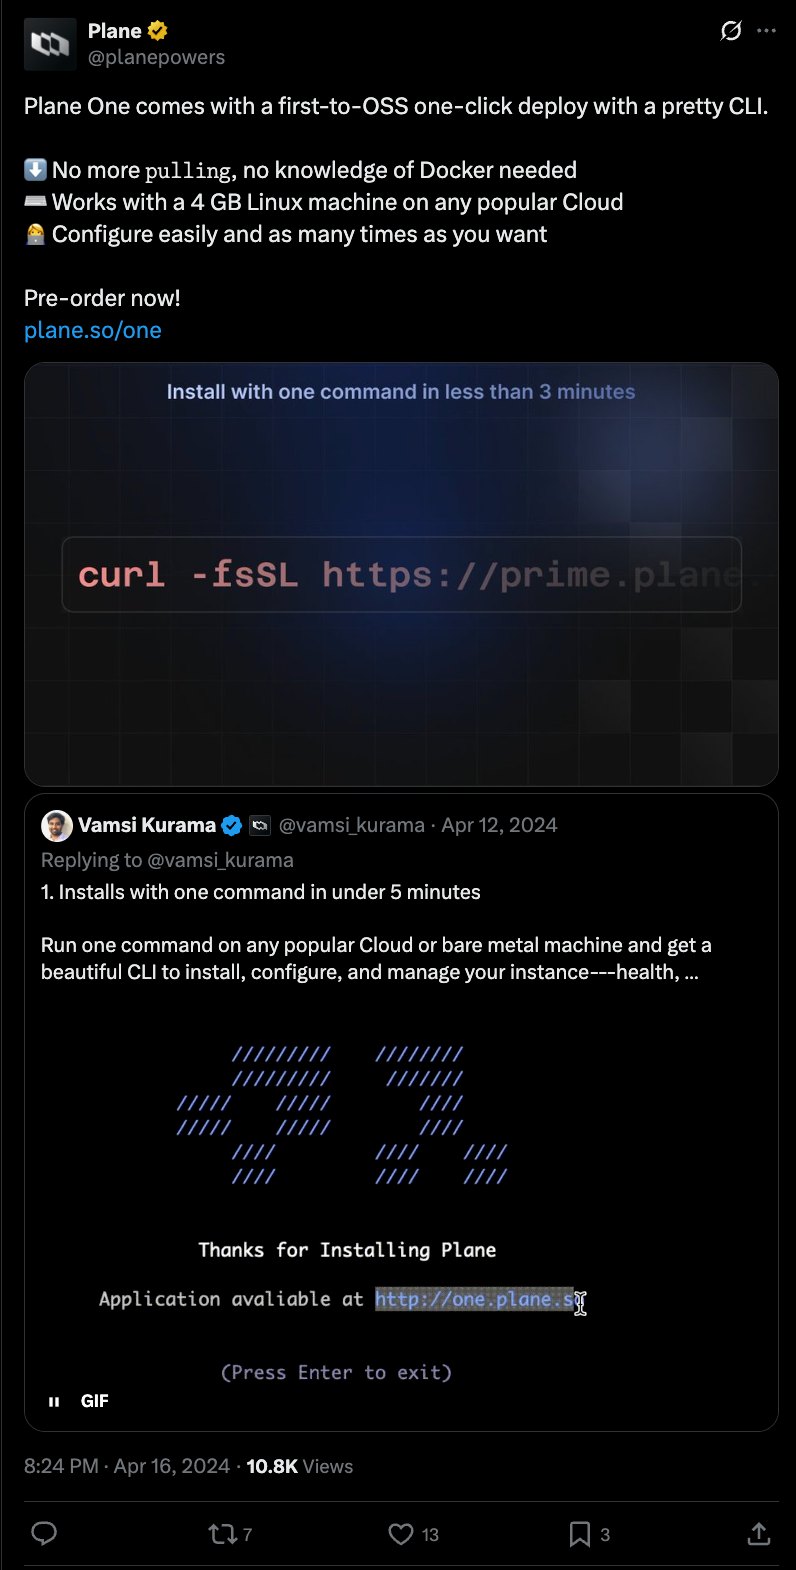 Plane
@planepowers
Plane One comes with a first-to-OSS one-click deploy with a pretty CLI.
⬇️ No more pulling, no knowledge of Docker needed
⌨️ Works with a 4 GB Linux machine on any popular Cloud
👩‍💻 Configure easily and as many times as you want
Pre-order now!
plane.so/one
Install with one command in less than 3 minutes
curl -fsSL https://prime.plane.
Vamsi Kurama @vamsi_kurama · Apr 12, 2024
Replying to @vamsi_kurama
1. Installs with one command in under 5 minutes
Run one command on any popular Cloud or bare metal machine and get a
beautiful CLI to install, configure, and manage your instance---health, ...
///////// ////////
///////// ///////
///// ///// ////
///// ///// ////
//// //// ////
//// //// ////
Thanks for Installing Plane
Application avaliable at http://one.plane.so
(Press Enter to exit)
GIF
8:24 PM · Apr 16, 2024 · 10.8K Views
7 13 3